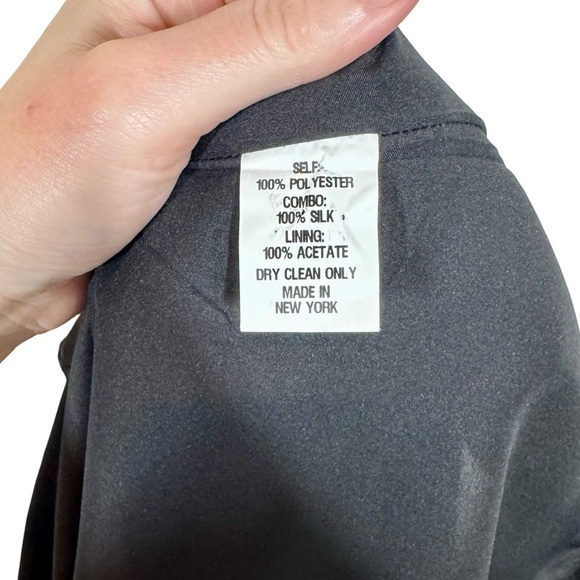 SELF:
100% POLYESTER
COMBO:
100% SILK
LINING:
100% ACETATE
DRY CLEAN ONLY
MADE IN
NEW YORK